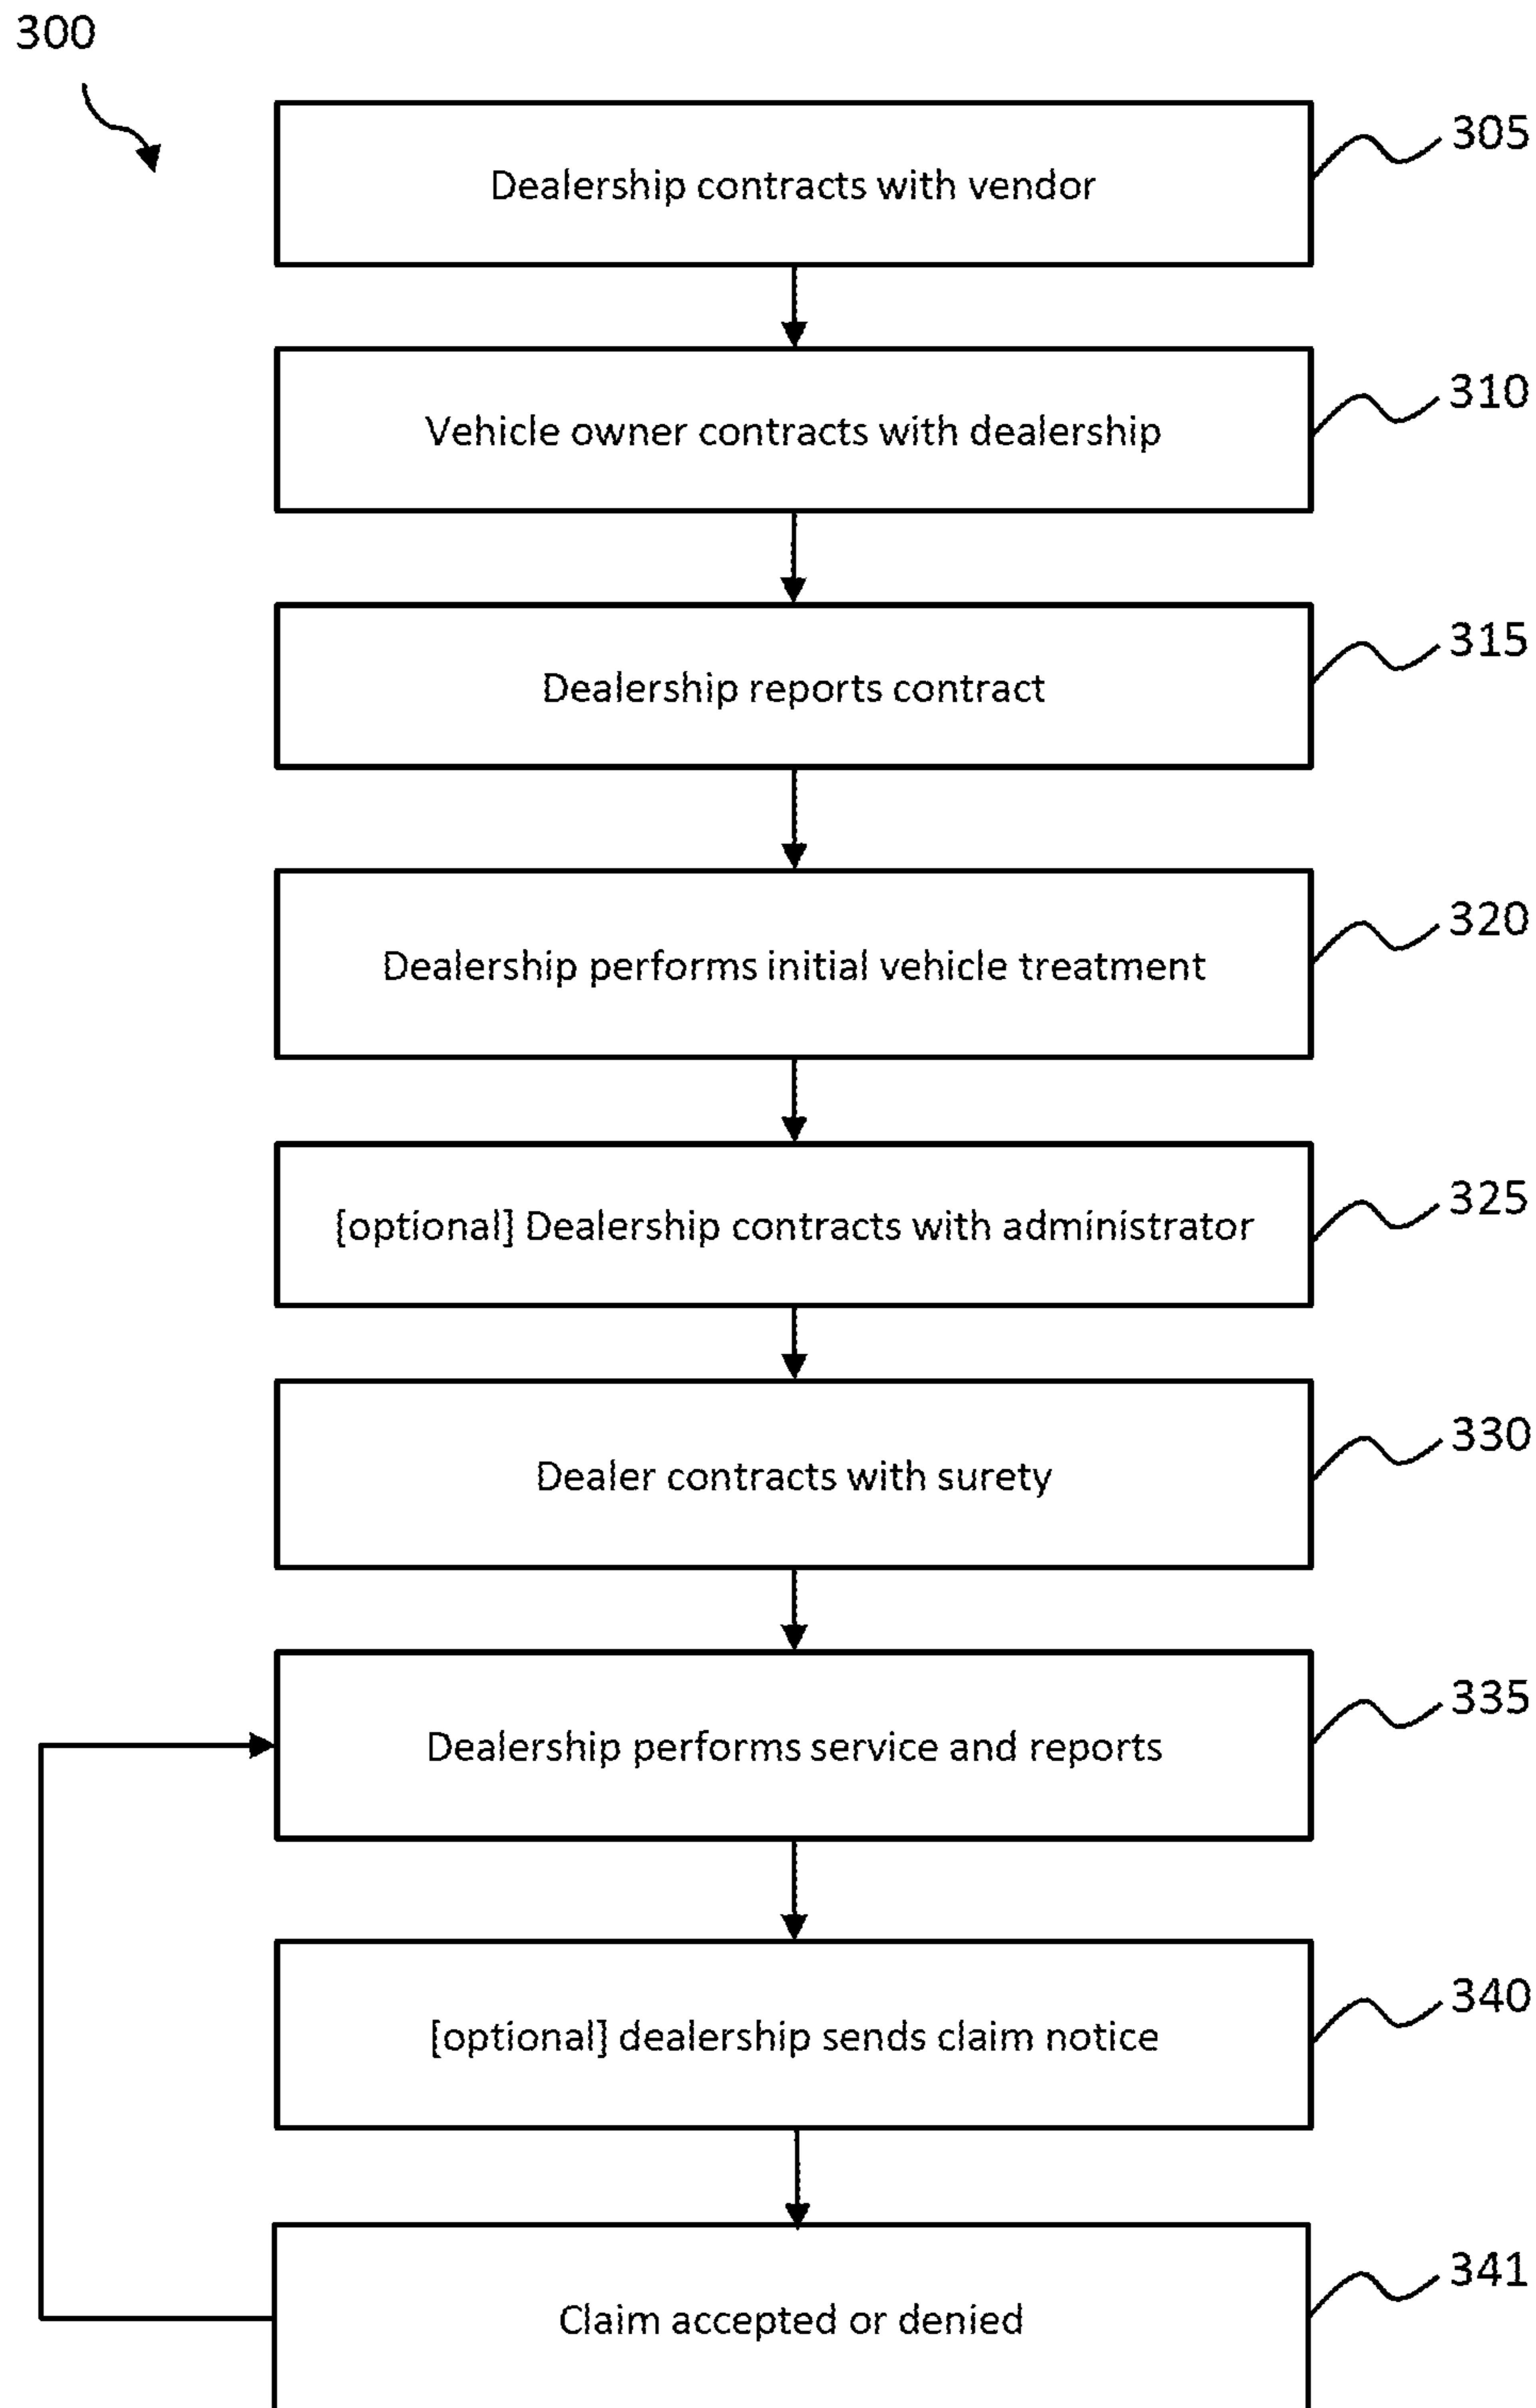 300
305
Dealership contracts with vendor
310
Vehicle owner contracts with dealership
315
Dealership reports contract
320
Dealership performs initial vehicle treatment
325
[optional] Dealership contracts with administrator
330
Dealer contracts with surety
335
Dealership performs service and reports
340
[optional] dealership sends claim notice
341
Claim accepted or denied